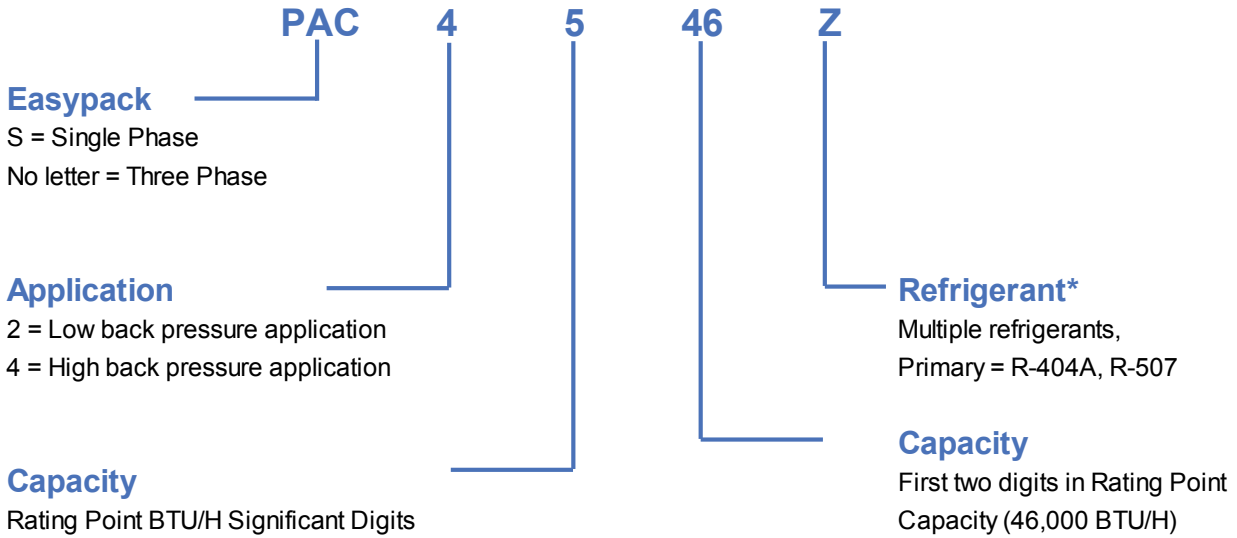 PAC 4 5 46 Z
Easypack
S = Single Phase
No letter = Three Phase
Application
2 = Low back pressure application
4 = High back pressure application
Refrigerant*
Multiple refrigerants,
Primary = R-404A, R-507
Capacity
Rating Point BTU/H Significant Digits
Capacity
First two digits in Rating Point
Capacity (46,000 BTU/H)